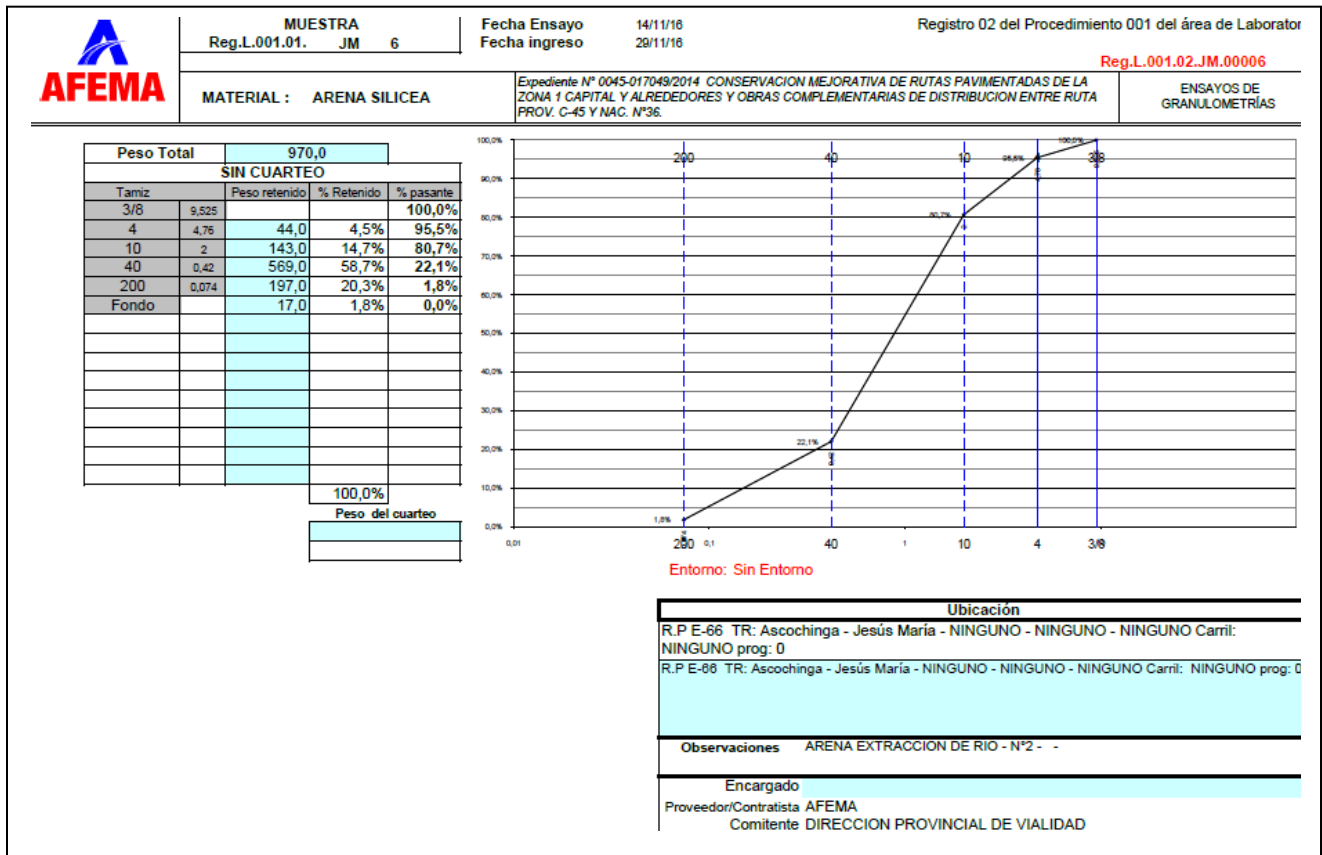 AFEMA
MUESTRA
Reg.L.001.01. JM 6
MATERIAL : ARENA SILICEA
Fecha Ensayo 14/11/16
Fecha ingreso 29/11/16
Registro 02 del Procedimiento 001 del área de Laborator
Reg.L.001.02.JM.00006
Expediente N° 0045-017049/2014 CONSERVACION MEJORATIVA DE RUTAS PAVIMENTADAS DE LA
ZONA 1 CAPITAL Y ALREDEDORES Y OBRAS COMPLEMENTARIAS DE DISTRIBUCION ENTRE RUTA
PROV. C-45 Y NAC. N°36.
ENSAYOS DE
GRANULOMETRÍAS
Peso Total 970,0
SIN CUARTEO
Tamiz Peso retenido % Retenido % pasante
3/8 9,525 100,0%
4 4,76 44,0 4,5% 95,5%
10 2 143,0 14,7% 80,7%
40 0,42 569,0 58,7% 22,1%
200 0,074 197,0 20,3% 1,8%
Fondo 17,0 1,8% 0,0%
100,0%
Peso del cuarteo
100,0%
90,0%
80,0%
70,0%
60,0%
50,0%
40,0%
30,0%
20,0%
10,0%
0,0%
200 40 10 4 3/8
100,0%
95,5%
4,76
80,7%
2
22,1%
0,42
1,8%
0,01 200 0,1 40 1 10 4 3/8
Entorno: Sin Entorno
Ubicación
R.P E-66 TR: Ascochinga - Jesús María - NINGUNO - NINGUNO - NINGUNO Carril:
NINGUNO prog: 0
R.P E-66 TR: Ascochinga - Jesús María - NINGUNO - NINGUNO - NINGUNO Carril: NINGUNO prog: 0
Observaciones ARENA EXTRACCION DE RIO - N°2 - -
Encargado
Proveedor/Contratista AFEMA
Comitente DIRECCION PROVINCIAL DE VIALIDAD